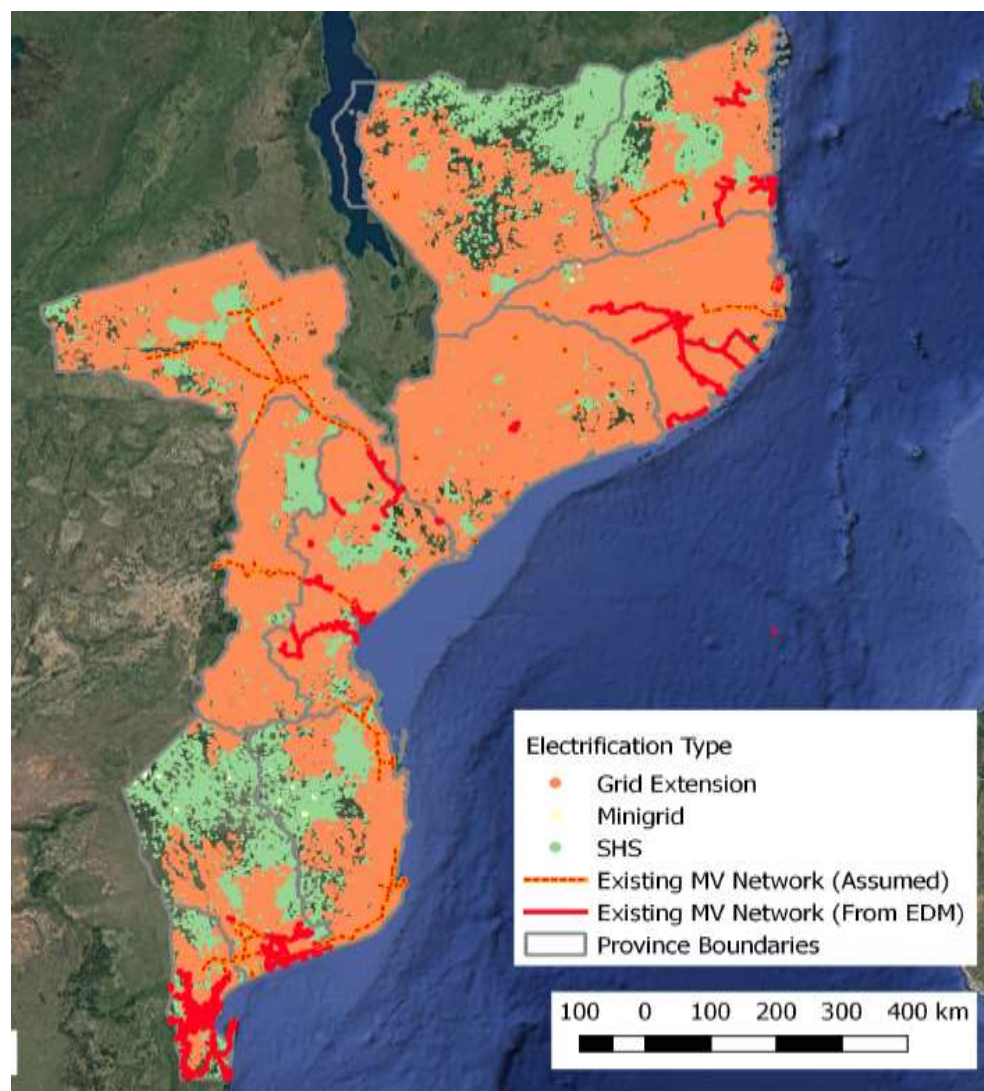 Electrification Type
Grid Extension
Minigrid
SHS
Existing MV Network (Assumed)
Existing MV Network (From EDM)
Province Boundaries
100 0 100 200 300 400 km